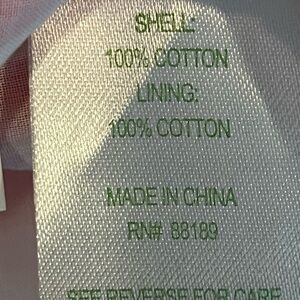 SHELL:
100% COTTON
LINING:
100% COTTON
MADE IN CHINA
RN# 88189
SEE REVERSE FOR CARE